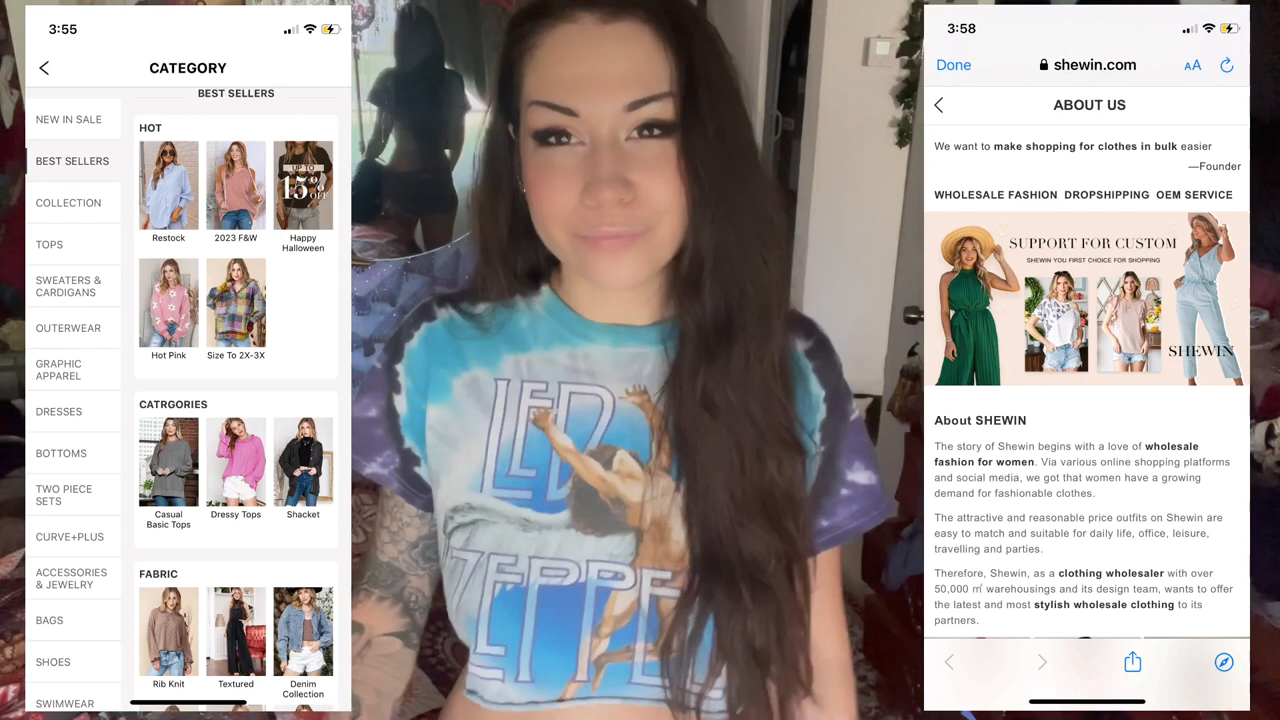 3:55
CATEGORY
BEST SELLERS
NEW IN SALE
BEST SELLERS
COLLECTION
TOPS
SWEATERS &
CARDIGANS
OUTERWEAR
GRAPHIC
APPAREL
DRESSES
BOTTOMS
TWO PIECE
SETS
CURVE+PLUS
ACCESSORIES
& JEWELRY
BAGS
SHOES
SWIMWEAR
HOT
UP TO
15% OFF
Restock
2023 F&W
Happy
Halloween
Hot Pink
Size To 2X-3X
CATRGORIES
Casual
Basic Tops
Dressy Tops
Shacket
FABRIC
Rib Knit
Textured
Denim
Collection
LED
ZEPPE
3:58
Done
shewin.com
AA
ABOUT US
We want to make shopping for clothes in bulk easier
—Founder
WHOLESALE FASHION DROPSHIPPING OEM SERVICE
SUPPORT FOR CUSTOM
SHEWIN YOU FIRST CHOICE FOR SHOPPING
SHEWIN
About SHEWIN
The story of Shewin begins with a love of wholesale
fashion for women. Via various online shopping platforms
and social media, we got that women have a growing
demand for fashionable clothes.
The attractive and reasonable price outfits on Shewin are
easy to match and suitable for daily life, office, leisure,
travelling and parties.
Therefore, Shewin, as a clothing wholesaler with over
50,000 ㎡ warehousings and its design team, wants to offer
the latest and most stylish wholesale clothing to its
partners.